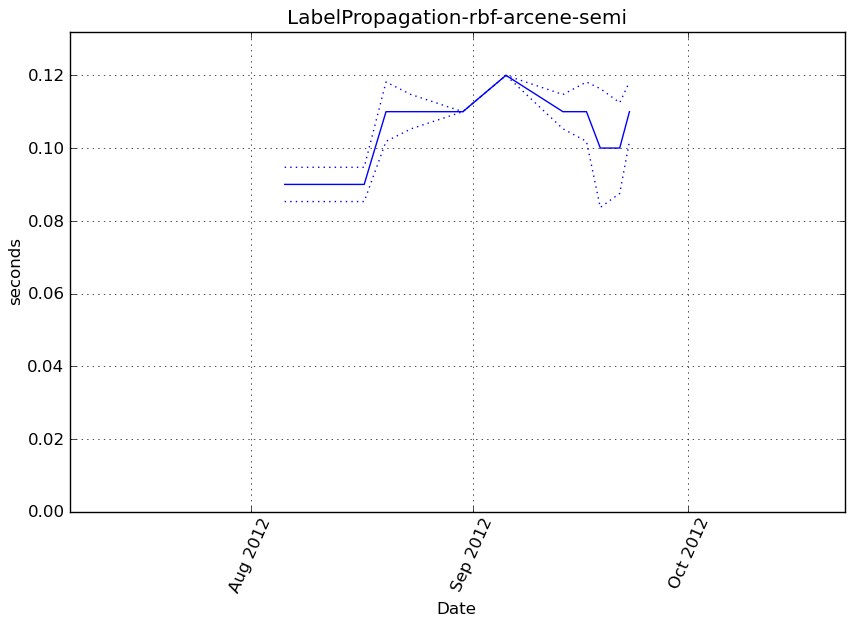 LabelPropagation-rbf-arcene-semi
0.12
0.10
0.08
0.06
0.04
0.02
0.00
seconds
Aug 2012
Sep 2012
Oct 2012
Date